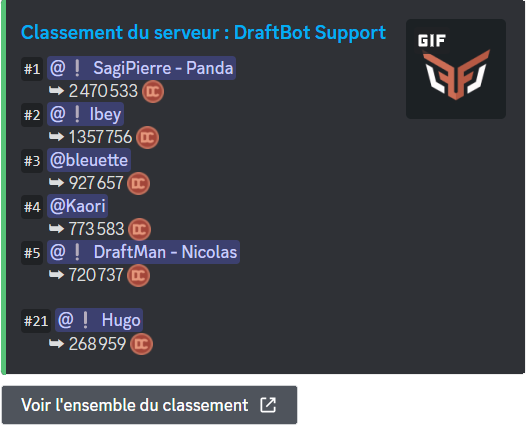 Classement du serveur : DraftBot Support
GIF
#1 @❕ SagiPierre - Panda
2 470 533
#2 @❕ Ibey
1 357 756
#3 @bleuette
927 657
#4 @Kaori
773 583
#5 @❕ DraftMan - Nicolas
720 737
#21 @❕ Hugo
268 959
Voir l'ensemble du classement